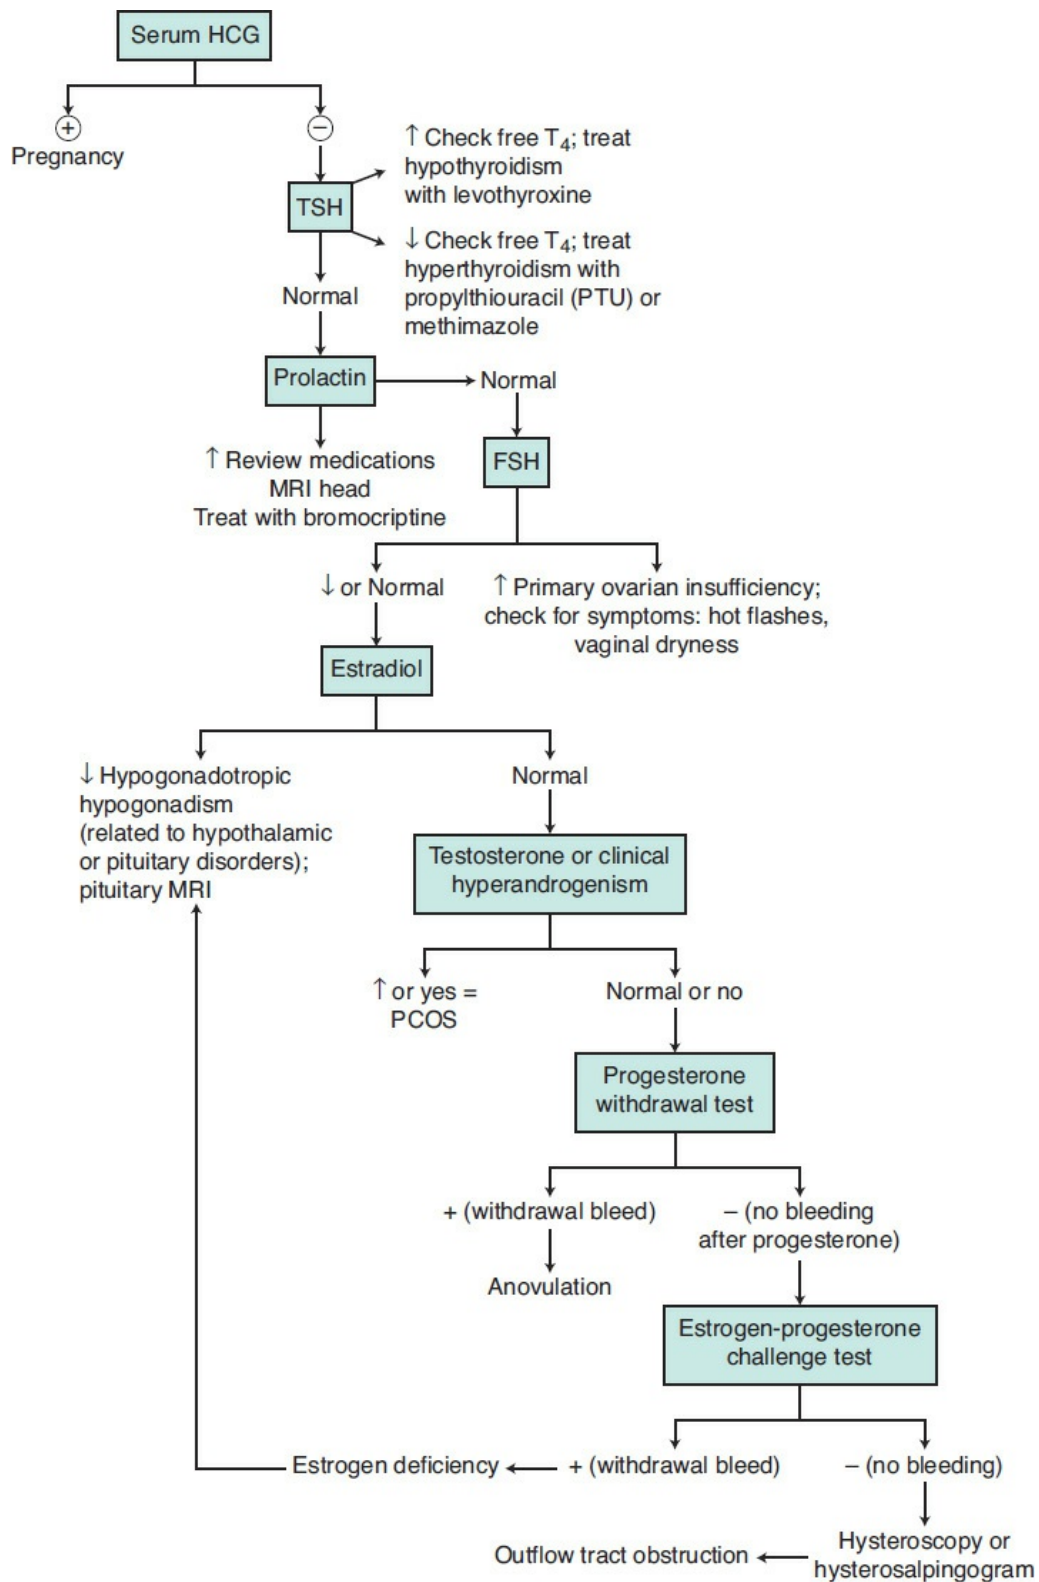 Serum HCG
+
−
Pregnancy
↑ Check free T4; treat
hypothyroidism
with levothyroxine
TSH
↓ Check free T4; treat
hyperthyroidism with
propylthiouracil (PTU) or
methimazole
Normal
Prolactin
Normal
↑ Review medications
MRI head
Treat with bromocriptine
FSH
↓ or Normal
↑ Primary ovarian insufficiency;
check for symptoms: hot flashes,
vaginal dryness
Estradiol
↓ Hypogonadotropic
hypogonadism
(related to hypothalamic
or pituitary disorders);
pituitary MRI
Normal
Testosterone or clinical
hyperandrogenism
↑ or yes =
PCOS
Normal or no
Progesterone
withdrawal test
+ (withdrawal bleed)
– (no bleeding
after progesterone)
Anovulation
Estrogen-progesterone
challenge test
Estrogen deficiency
+ (withdrawal bleed)
– (no bleeding)
Outflow tract obstruction
Hysteroscopy or
hysterosalpingogram